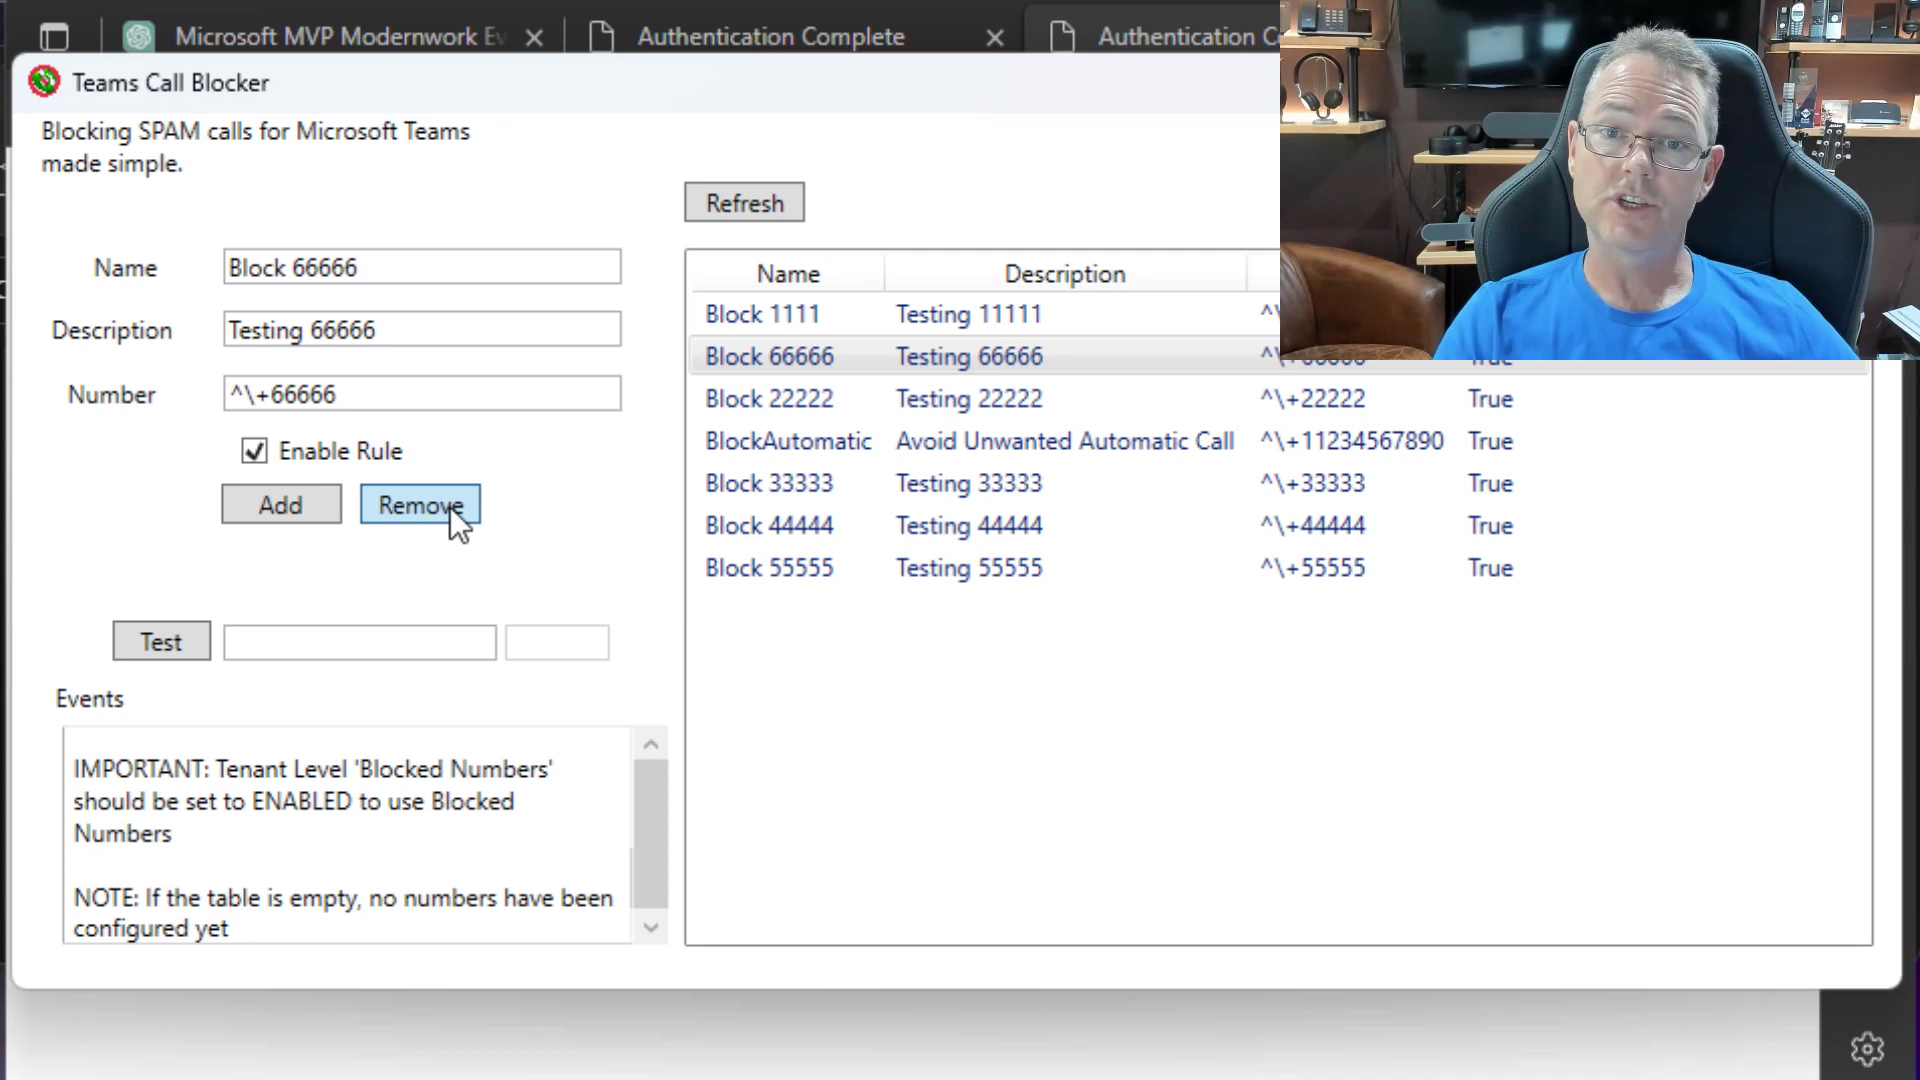 Microsoft MVP Modernwork Ev
Authentication Complete
Authentication C
Teams Call Blocker
Blocking SPAM calls for Microsoft Teams
made simple.
Refresh
Name
Block 66666
Description
Testing 66666
Number
^\+66666
Enable Rule
Add
Remove
Test
Events
IMPORTANT: Tenant Level 'Blocked Numbers'
should be set to ENABLED to use Blocked
Numbers
NOTE: If the table is empty, no numbers have been
configured yet
Name Description
Block 1111 Testing 11111 ^\
Block 66666 Testing 66666 ^\+66666 True
Block 22222 Testing 22222 ^\+22222 True
BlockAutomatic Avoid Unwanted Automatic Call ^\+11234567890 True
Block 33333 Testing 33333 ^\+33333 True
Block 44444 Testing 44444 ^\+44444 True
Block 55555 Testing 55555 ^\+55555 True